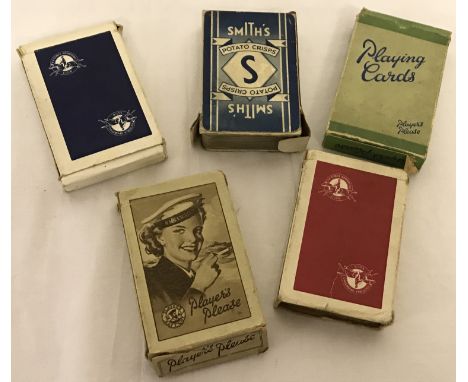 SMITH'S
POTATO CRISPS
S
POTATO CRISPS
SMITH'S
Playing
Cards
Player's
Please
Player's
Please
Player's Please